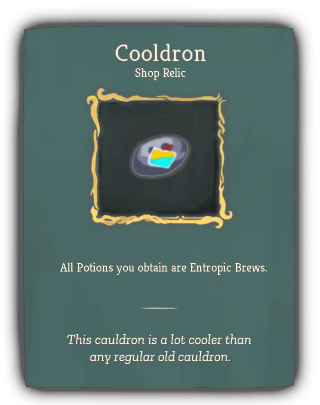 Cooldron
Shop Relic
All Potions you obtain are Entropic Brews.
This cauldron is a lot cooler than
any regular old cauldron.